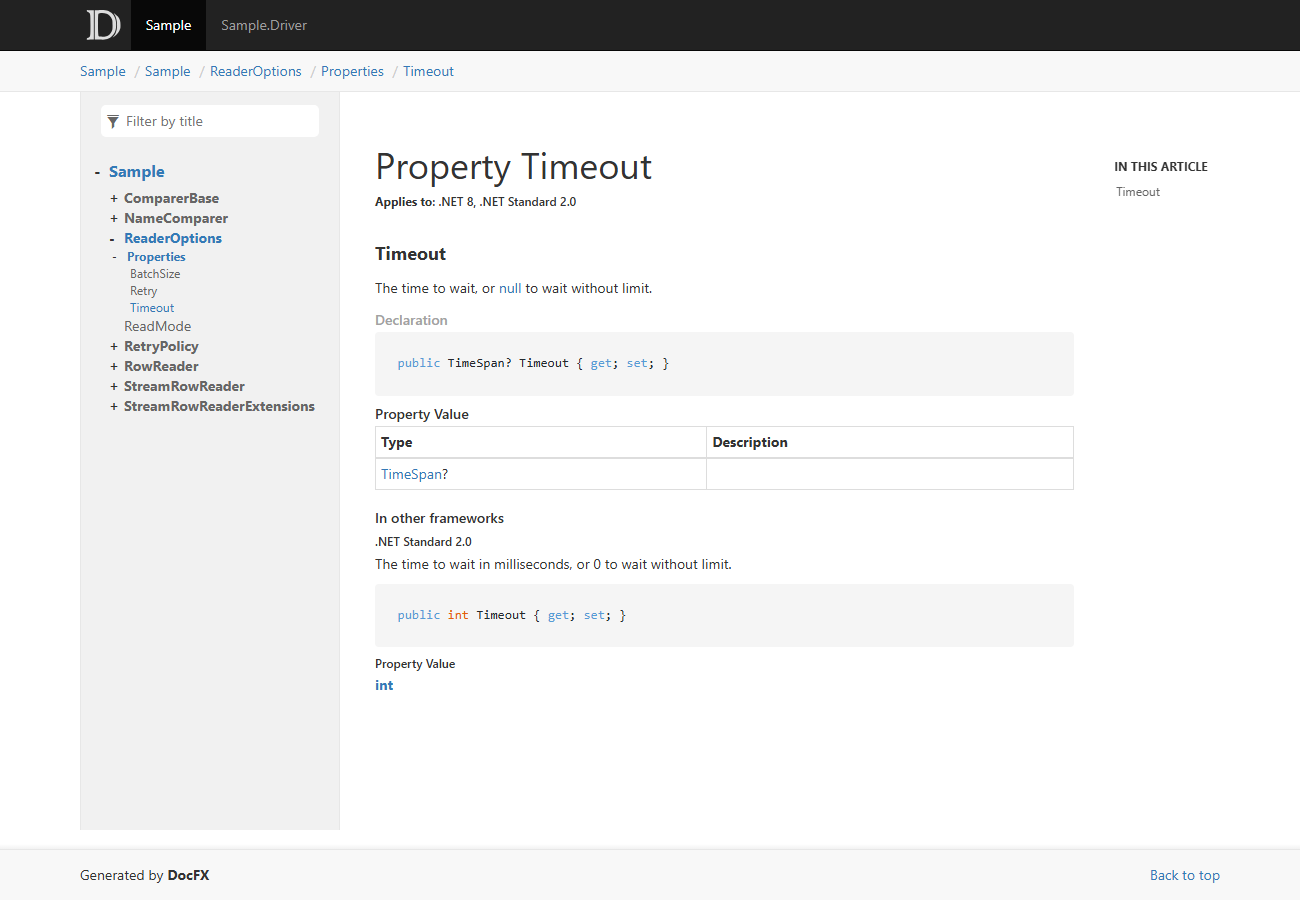 Sample Sample.Driver
Sample / Sample / ReaderOptions / Properties / Timeout
Filter by title
- Sample
+ ComparerBase
+ NameComparer
- ReaderOptions
- Properties
BatchSize
Retry
Timeout
ReadMode
+ RetryPolicy
+ RowReader
+ StreamRowReader
+ StreamRowReaderExtensions
Property Timeout
Applies to: .NET 8, .NET Standard 2.0
Timeout
The time to wait, or null to wait without limit.
Declaration
public TimeSpan? Timeout { get; set; }
Property Value
Type Description
TimeSpan?
In other frameworks
.NET Standard 2.0
The time to wait in milliseconds, or 0 to wait without limit.
public int Timeout { get; set; }
Property Value
int
IN THIS ARTICLE
Timeout
Generated by DocFX
Back to top